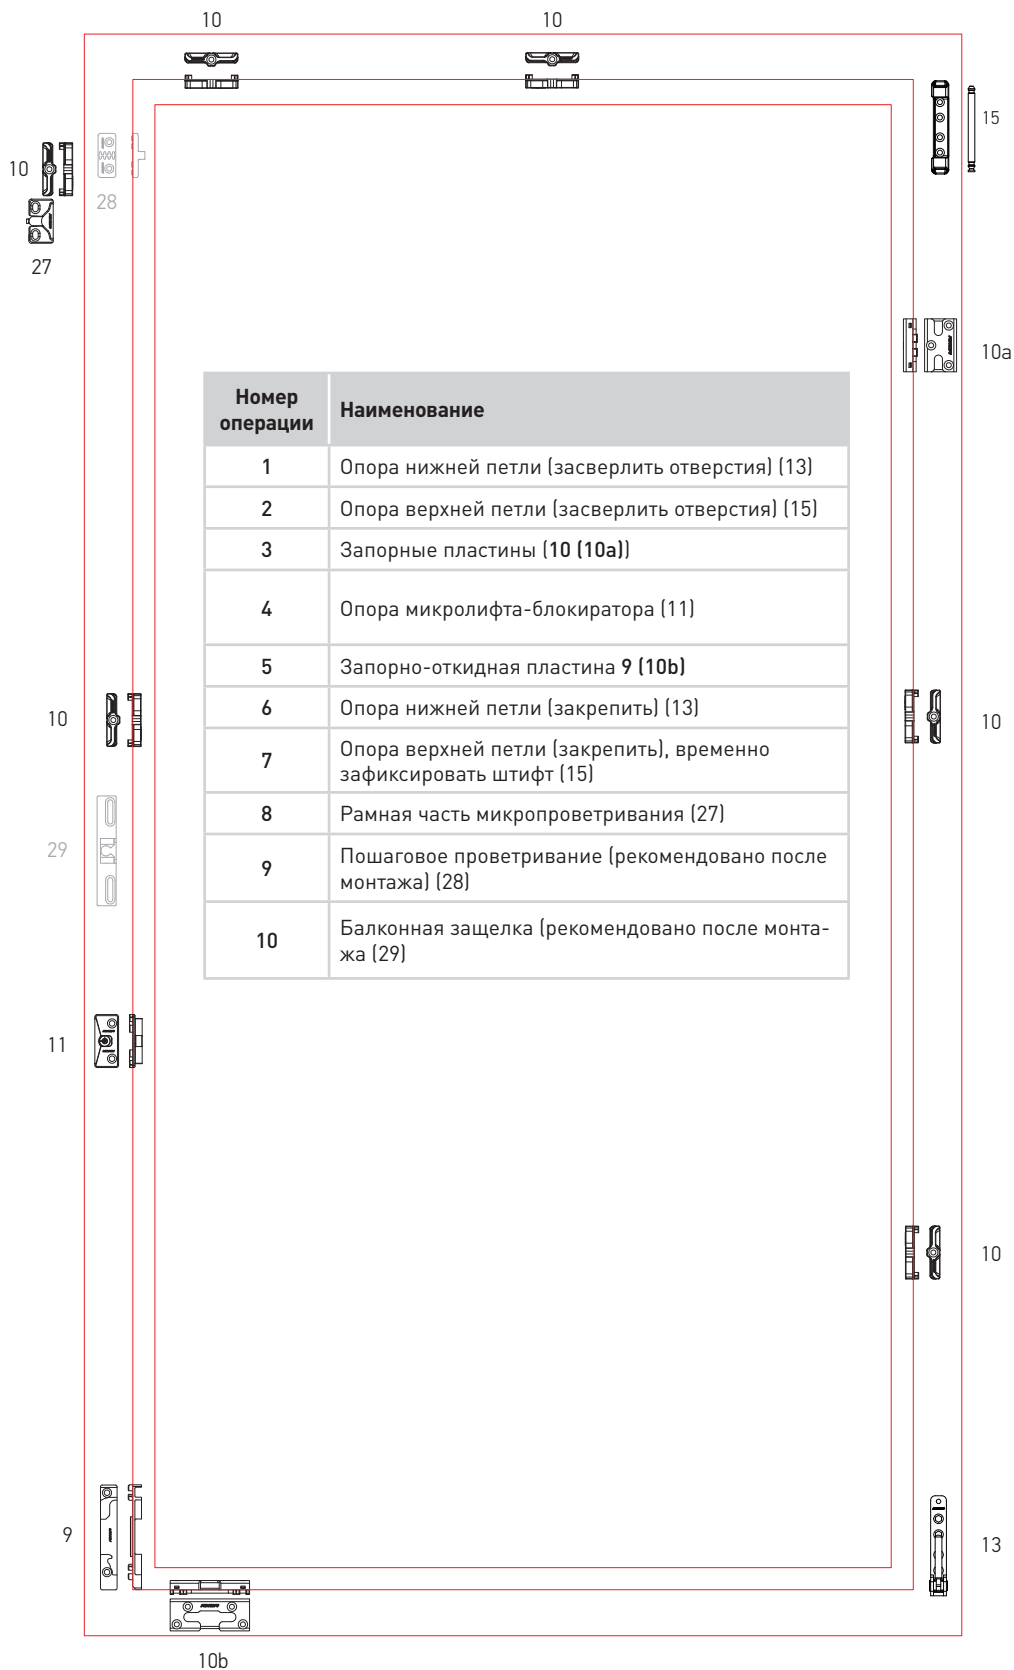 10
10
15
10
28
27
10a
Номер операции
Наименование
1
Опора нижней петли (засверлить отверстия) (13)
2
Опора верхней петли (засверлить отверстия) (15)
3
Запорные пластины (10 (10a))
4
Опора микролифта-блокиратора (11)
5
Запорно-откидная пластина 9 (10b)
6
Опора нижней петли (закрепить) (13)
7
Опора верхней петли (закрепить), временно
зафиксировать штифт (15)
8
Рамная часть микропроветривания (27)
9
Пошаговое проветривание (рекомендовано после
монтажа) (28)
10
Балконная защелка (рекомендовано после монта-
жа (29)
10
10
29
11
10
9
13
10b